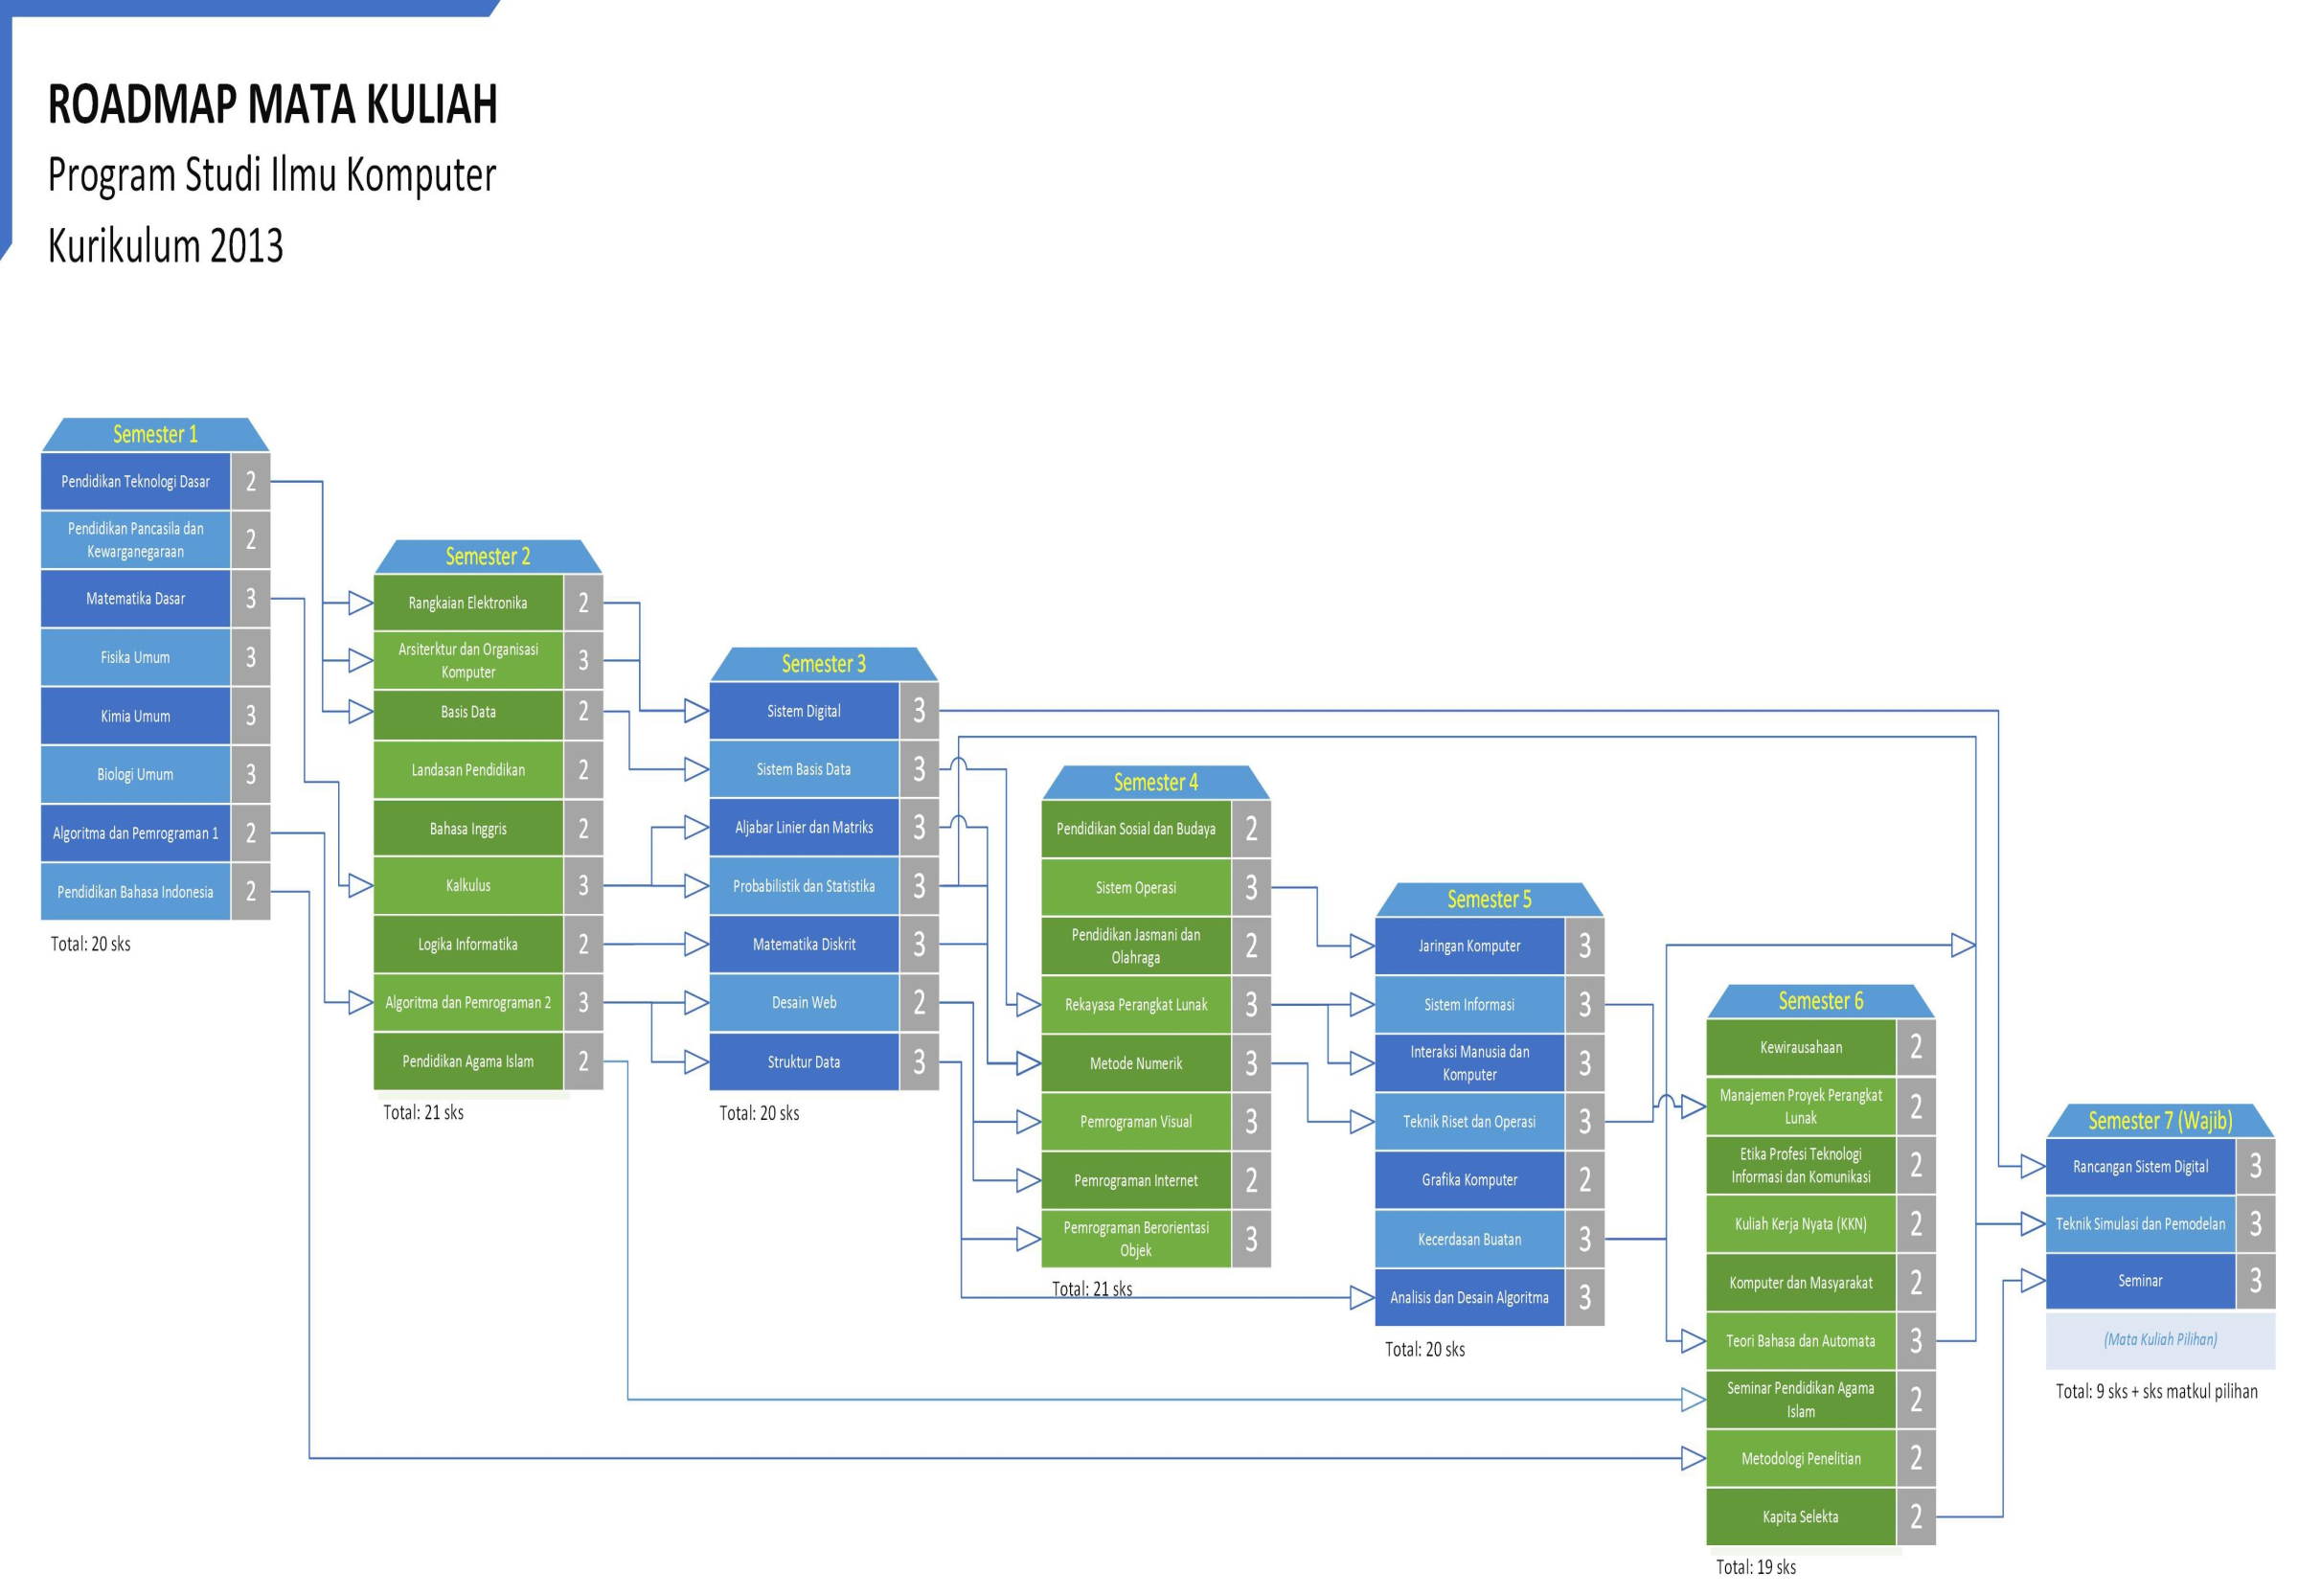 ROADMAP MATA KULIAH
Program Studi Ilmu Komputer
Kurikulum 2013
Semester 1
Pendidikan Teknologi Dasar 2
Pendidikan Pancasila dan
Kewarganegaraan 2
Matematika Dasar 3
Fisika Umum 3
Kimia Umum 3
Biologi Umum 3
Algoritma dan Pemrograman 1 2
Pendidikan Bahasa Indonesia 2
Total: 20 sks
Semester 2
Rangkaian Elektronika 2
Arsiterktur dan Organisasi
Komputer 3
Basis Data 2
Landasan Pendidikan 2
Bahasa Inggris 2
Kalkulus 3
Logika Informatika 2
Algoritma dan Pemrograman 2 3
Pendidikan Agama Islam 2
Total: 21 sks
Semester 3
Sistem Digital 3
Sistem Basis Data 3
Aljabar Linier dan Matriks 3
Probabilistik dan Statistika 3
Matematika Diskrit 3
Desain Web 2
Struktur Data 3
Total: 20 sks
Semester 4
Pendidikan Sosial dan Budaya 2
Sistem Operasi 3
Pendidikan Jasmani dan
Olahraga 2
Rekayasa Perangkat Lunak 3
Metode Numerik 3
Pemrograman Visual 3
Pemrograman Internet 2
Pemrograman Berorientasi
Objek 3
Total: 21 sks
Semester 5
Jaringan Komputer 3
Sistem Informasi 3
Interaksi Manusia dan
Komputer 3
Teknik Riset dan Operasi 3
Grafika Komputer 2
Kecerdasan Buatan 3
Analisis dan Desain Algoritma 3
Total: 20 sks
Semester 6
Kewirausahaan 2
Manajemen Proyek Perangkat
Lunak 2
Etika Profesi Teknologi
Informasi dan Komunikasi 2
Kuliah Kerja Nyata (KKN) 2
Komputer dan Masyarakat 2
Teori Bahasa dan Automata 3
Seminar Pendidikan Agama
Islam 2
Metodologi Penelitian 2
Kapita Selekta 2
Total: 19 sks
Semester 7 (Wajib)
Rancangan Sistem Digital 3
Teknik Simulasi dan Pemodelan 3
Seminar 3
(Mata Kuliah Pilihan)
Total: 9 sks + sks matkul pilihan